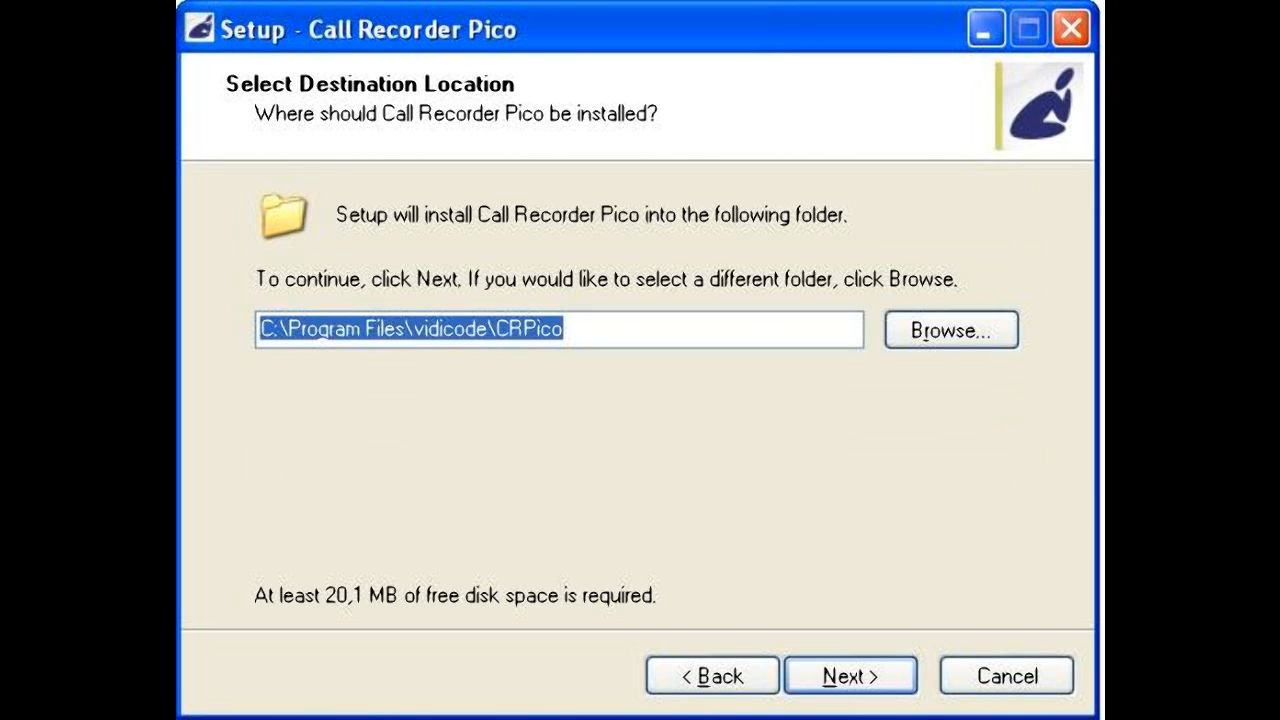 Setup - Call Recorder Pico
Select Destination Location
Where should Call Recorder Pico be installed?
Setup will install Call Recorder Pico into the following folder.
To continue, click Next. If you would like to select a different folder, click Browse.
C:\Program Files\vidicode\CRPico
Browse...
At least 20,1 MB of free disk space is required.
< Back
Next >
Cancel